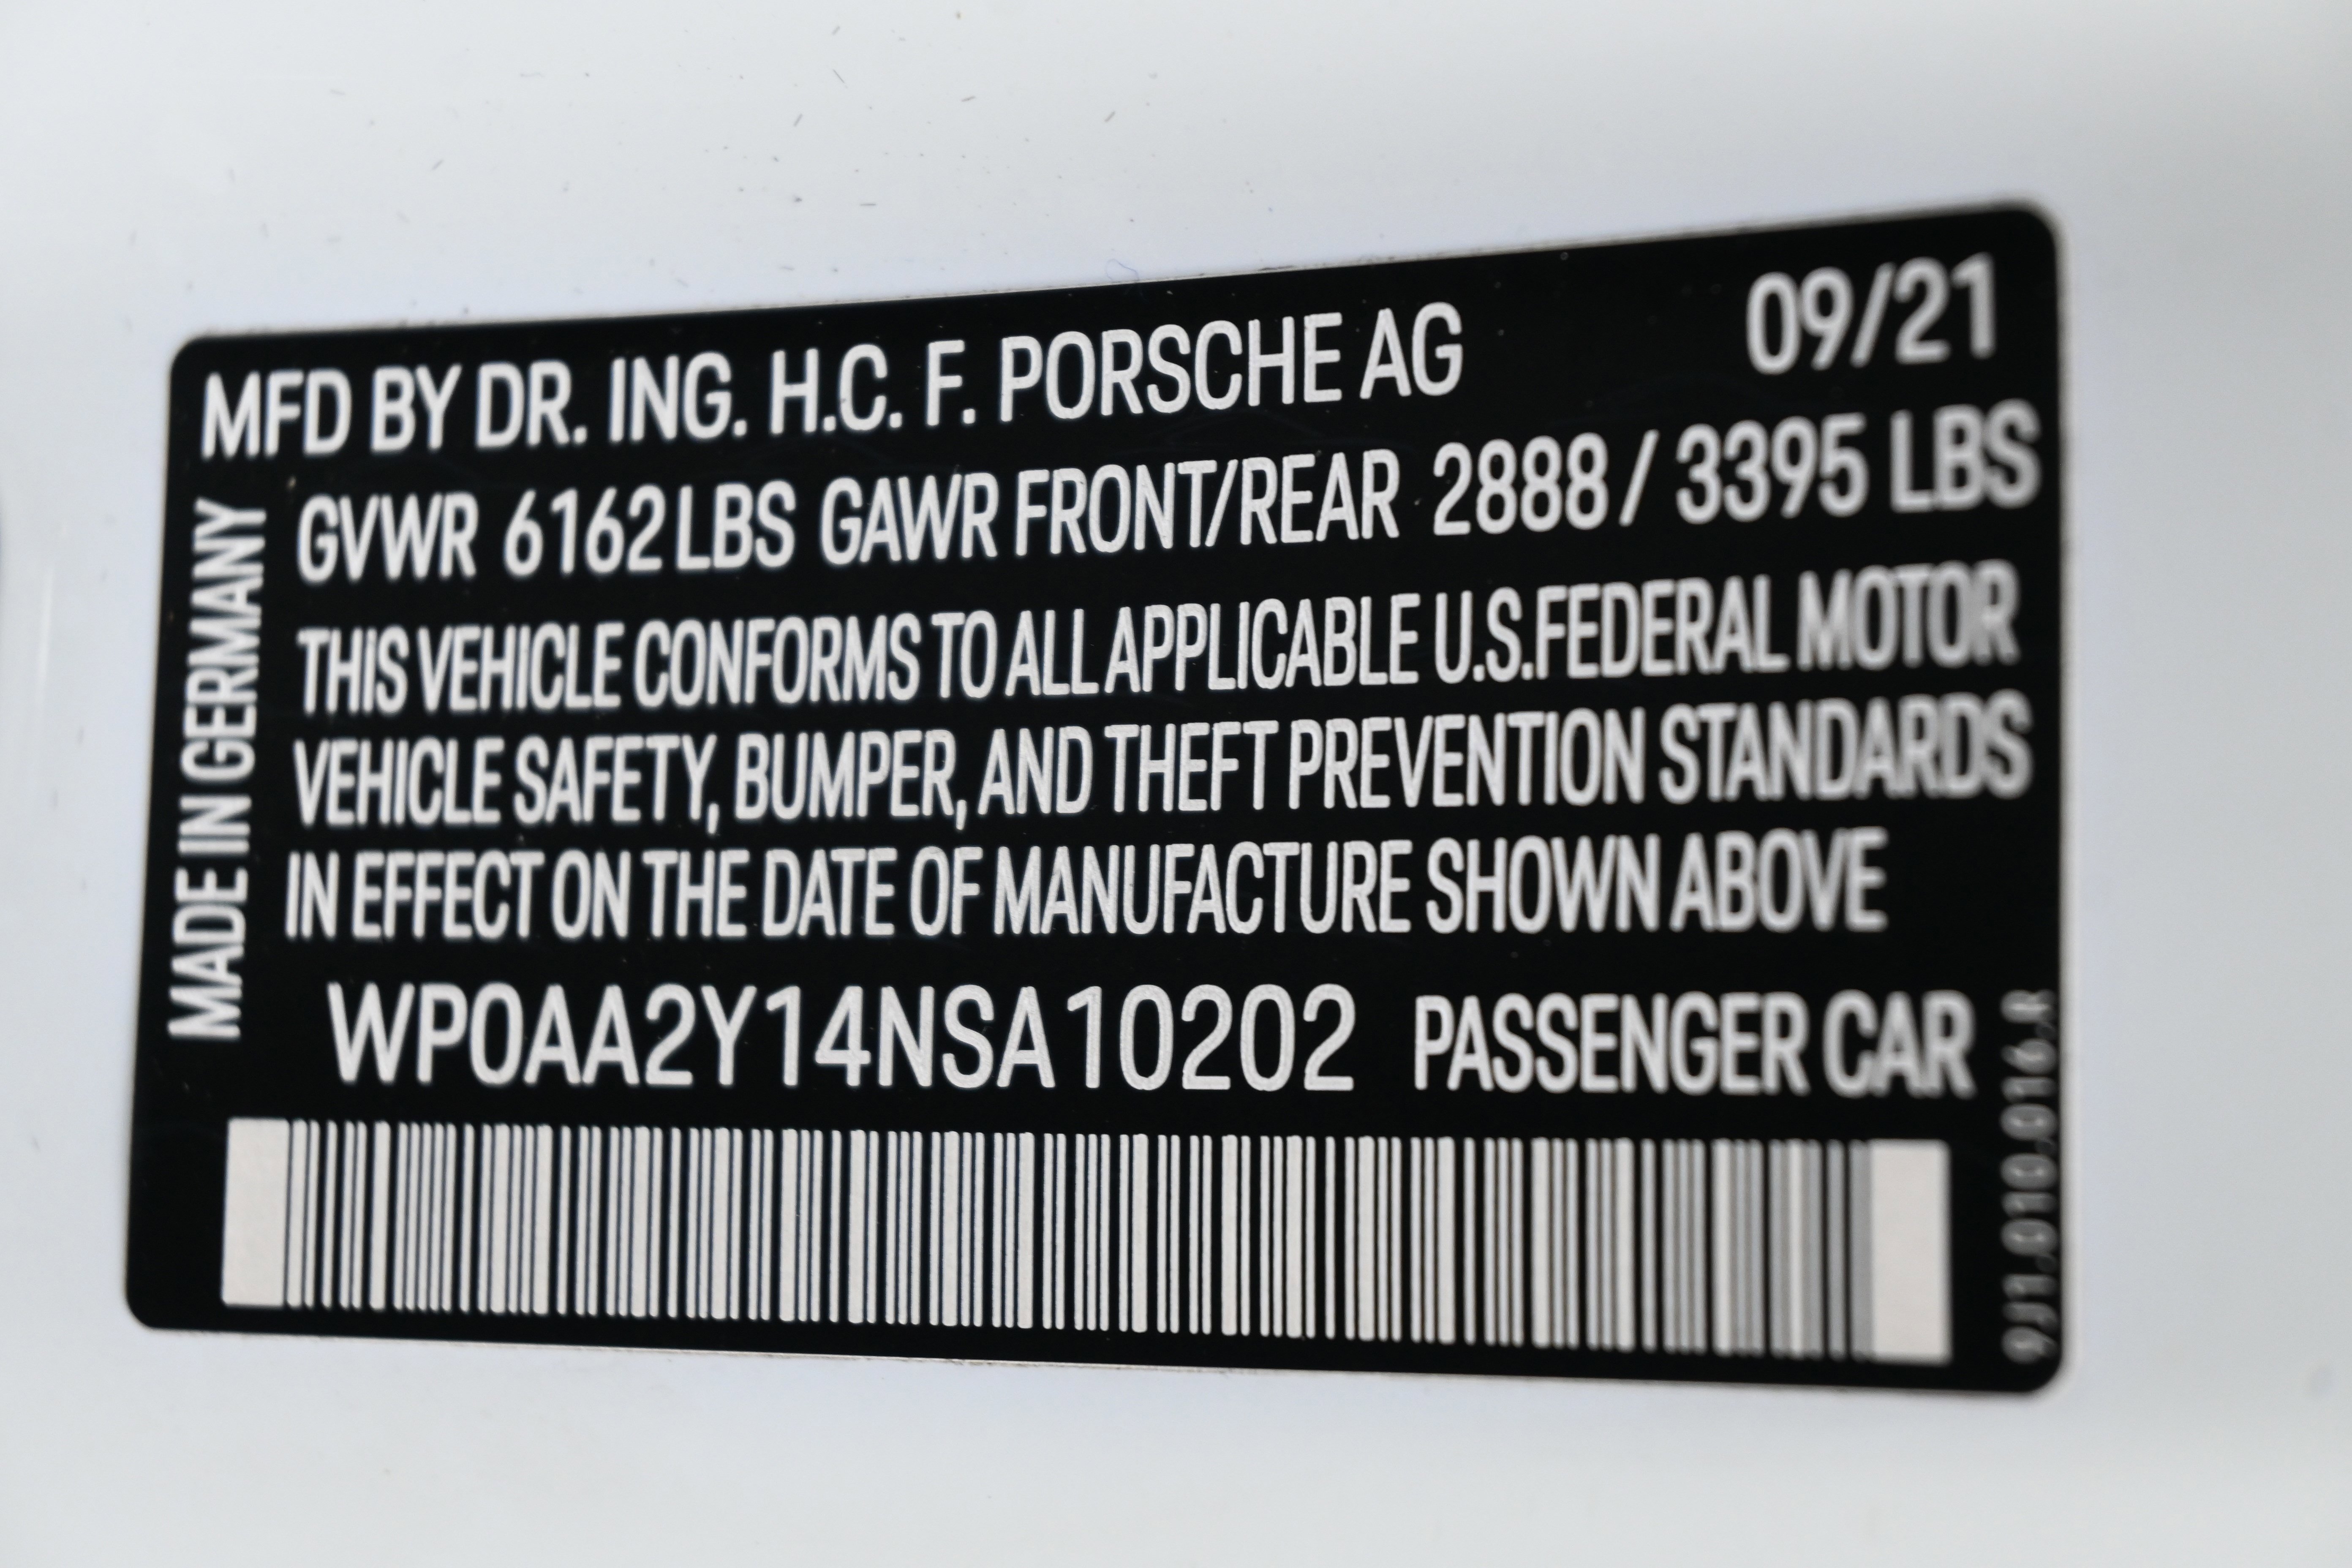 MFD BY DR. ING. H.C. F. PORSCHE AG 09/21
GVWR 6162 LBS GAWR FRONT/REAR 2888 / 3395 LBS
THIS VEHICLE CONFORMS TO ALL APPLICABLE U.S.FEDERAL MOTOR
VEHICLE SAFETY, BUMPER, AND THEFT PREVENTION STANDARDS
IN EFFECT ON THE DATE OF MANUFACTURE SHOWN ABOVE
WP0AA2Y14NSA10202 PASSENGER CAR
MADE IN GERMANY